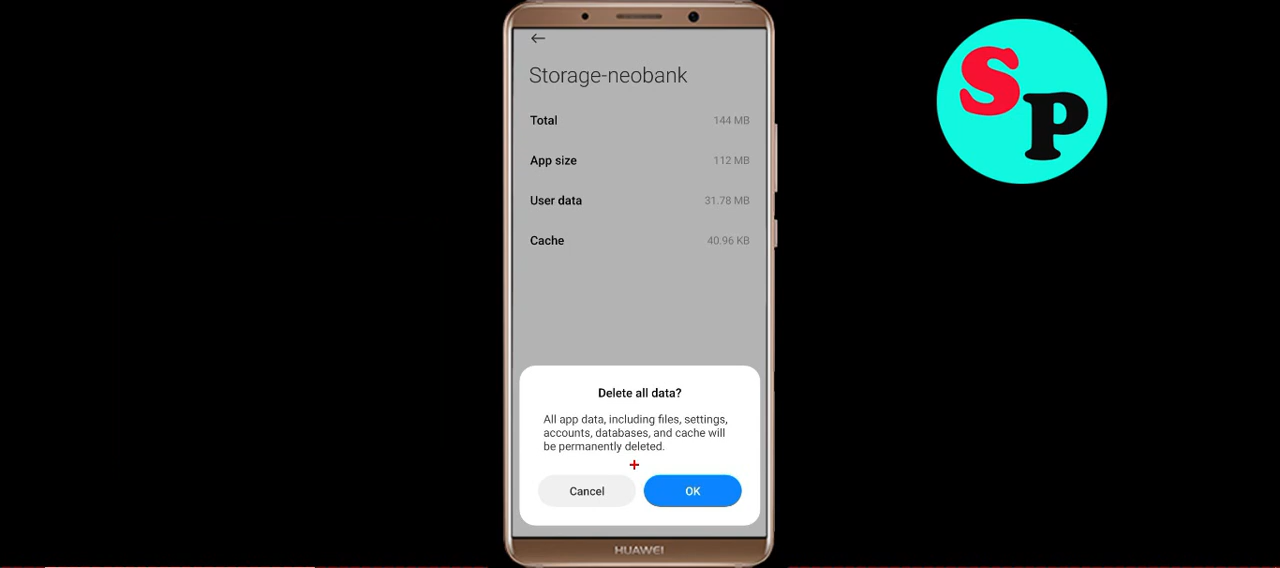 Storage-neobank
Total 144 MB
App size 112 MB
User data 31.78 MB
Cache 40.96 KB
Delete all data?
All app data, including files, settings,
accounts, databases, and cache will
be permanently deleted.
Cancel OK
HUAWEI
SP